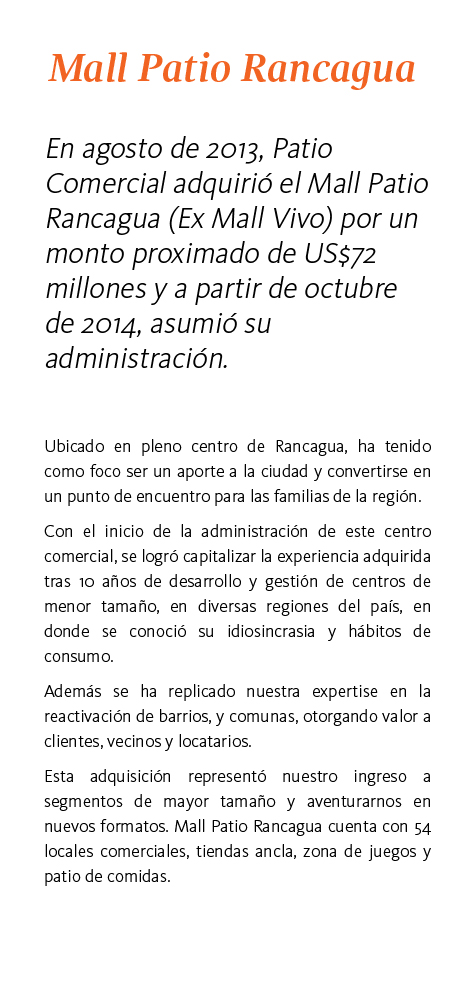 Mall Patio Rancagua
En agosto de 2013, Patio
Comercial adquirió el Mall Patio
Rancagua (Ex Mall Vivo) por un
monto proximado de US$72
millones y a partir de octubre
de 2014, asumió su
administración.
Ubicado en pleno centro de Rancagua, ha tenido
como foco ser un aporte a la ciudad y convertirse en
un punto de encuentro para las familias de la región.
Con el inicio de la administración de este centro
comercial, se logró capitalizar la experiencia adquirida
tras 10 años de desarrollo y gestión de centros de
menor tamaño, en diversas regiones del país, en
donde se conoció su idiosincrasia y hábitos de
consumo.
Además se ha replicado nuestra expertise en la
reactivación de barrios, y comunas, otorgando valor a
clientes, vecinos y locatarios.
Esta adquisición representó nuestro ingreso a
segmentos de mayor tamaño y aventurarnos en
nuevos formatos. Mall Patio Rancagua cuenta con 54
locales comerciales, tiendas ancla, zona de juegos y
patio de comidas.